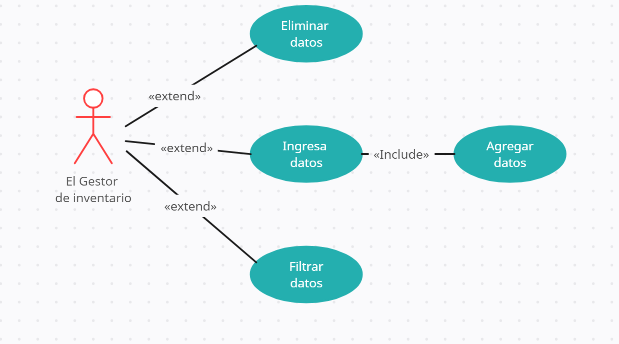 Eliminar
datos
«extend»
El Gestor
de inventario
«extend»
Ingresa
datos
«Include»
Agregar
datos
«extend»
Filtrar
datos